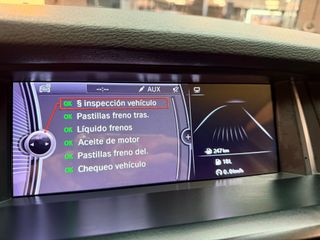 --:-- AUX
OK § inspección vehículo
OK Pastillas freno tras.
OK Líquido frenos
OK Aceite de motor
OK Pastillas freno del.
OK Chequeo vehículo
+
247km